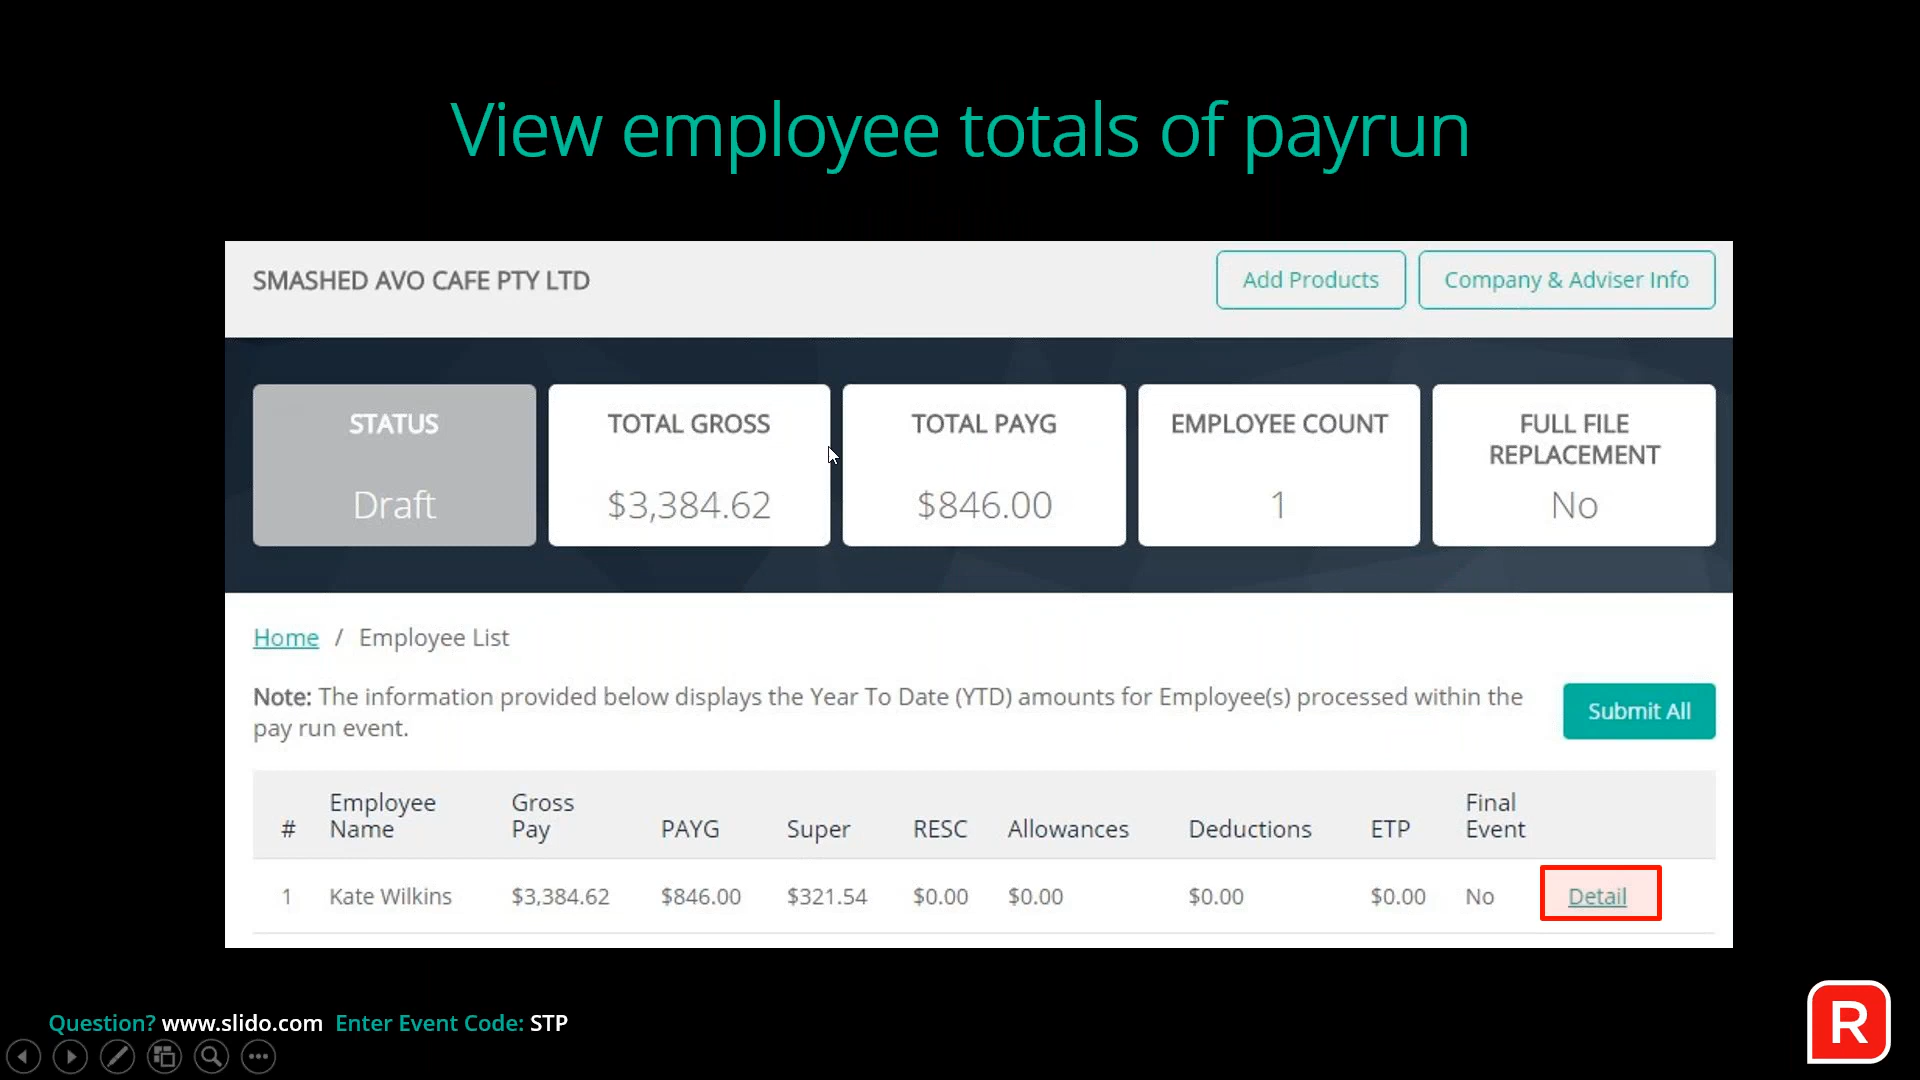 View employee totals of payrun
SMASHED AVO CAFE PTY LTD
Add Products
Company & Adviser Info
STATUS
Draft
TOTAL GROSS
$3,384.62
TOTAL PAYG
$846.00
EMPLOYEE COUNT
1
FULL FILE
REPLACEMENT
No
Home / Employee List
Note: The information provided below displays the Year To Date (YTD) amounts for Employee(s) processed within the
pay run event.
Submit All
# Employee Name Gross Pay PAYG Super RESC Allowances Deductions ETP Final Event
1 Kate Wilkins $3,384.62 $846.00 $321.54 $0.00 $0.00 $0.00 $0.00 No Detail
Question? www.slido.com Enter Event Code: STP
R